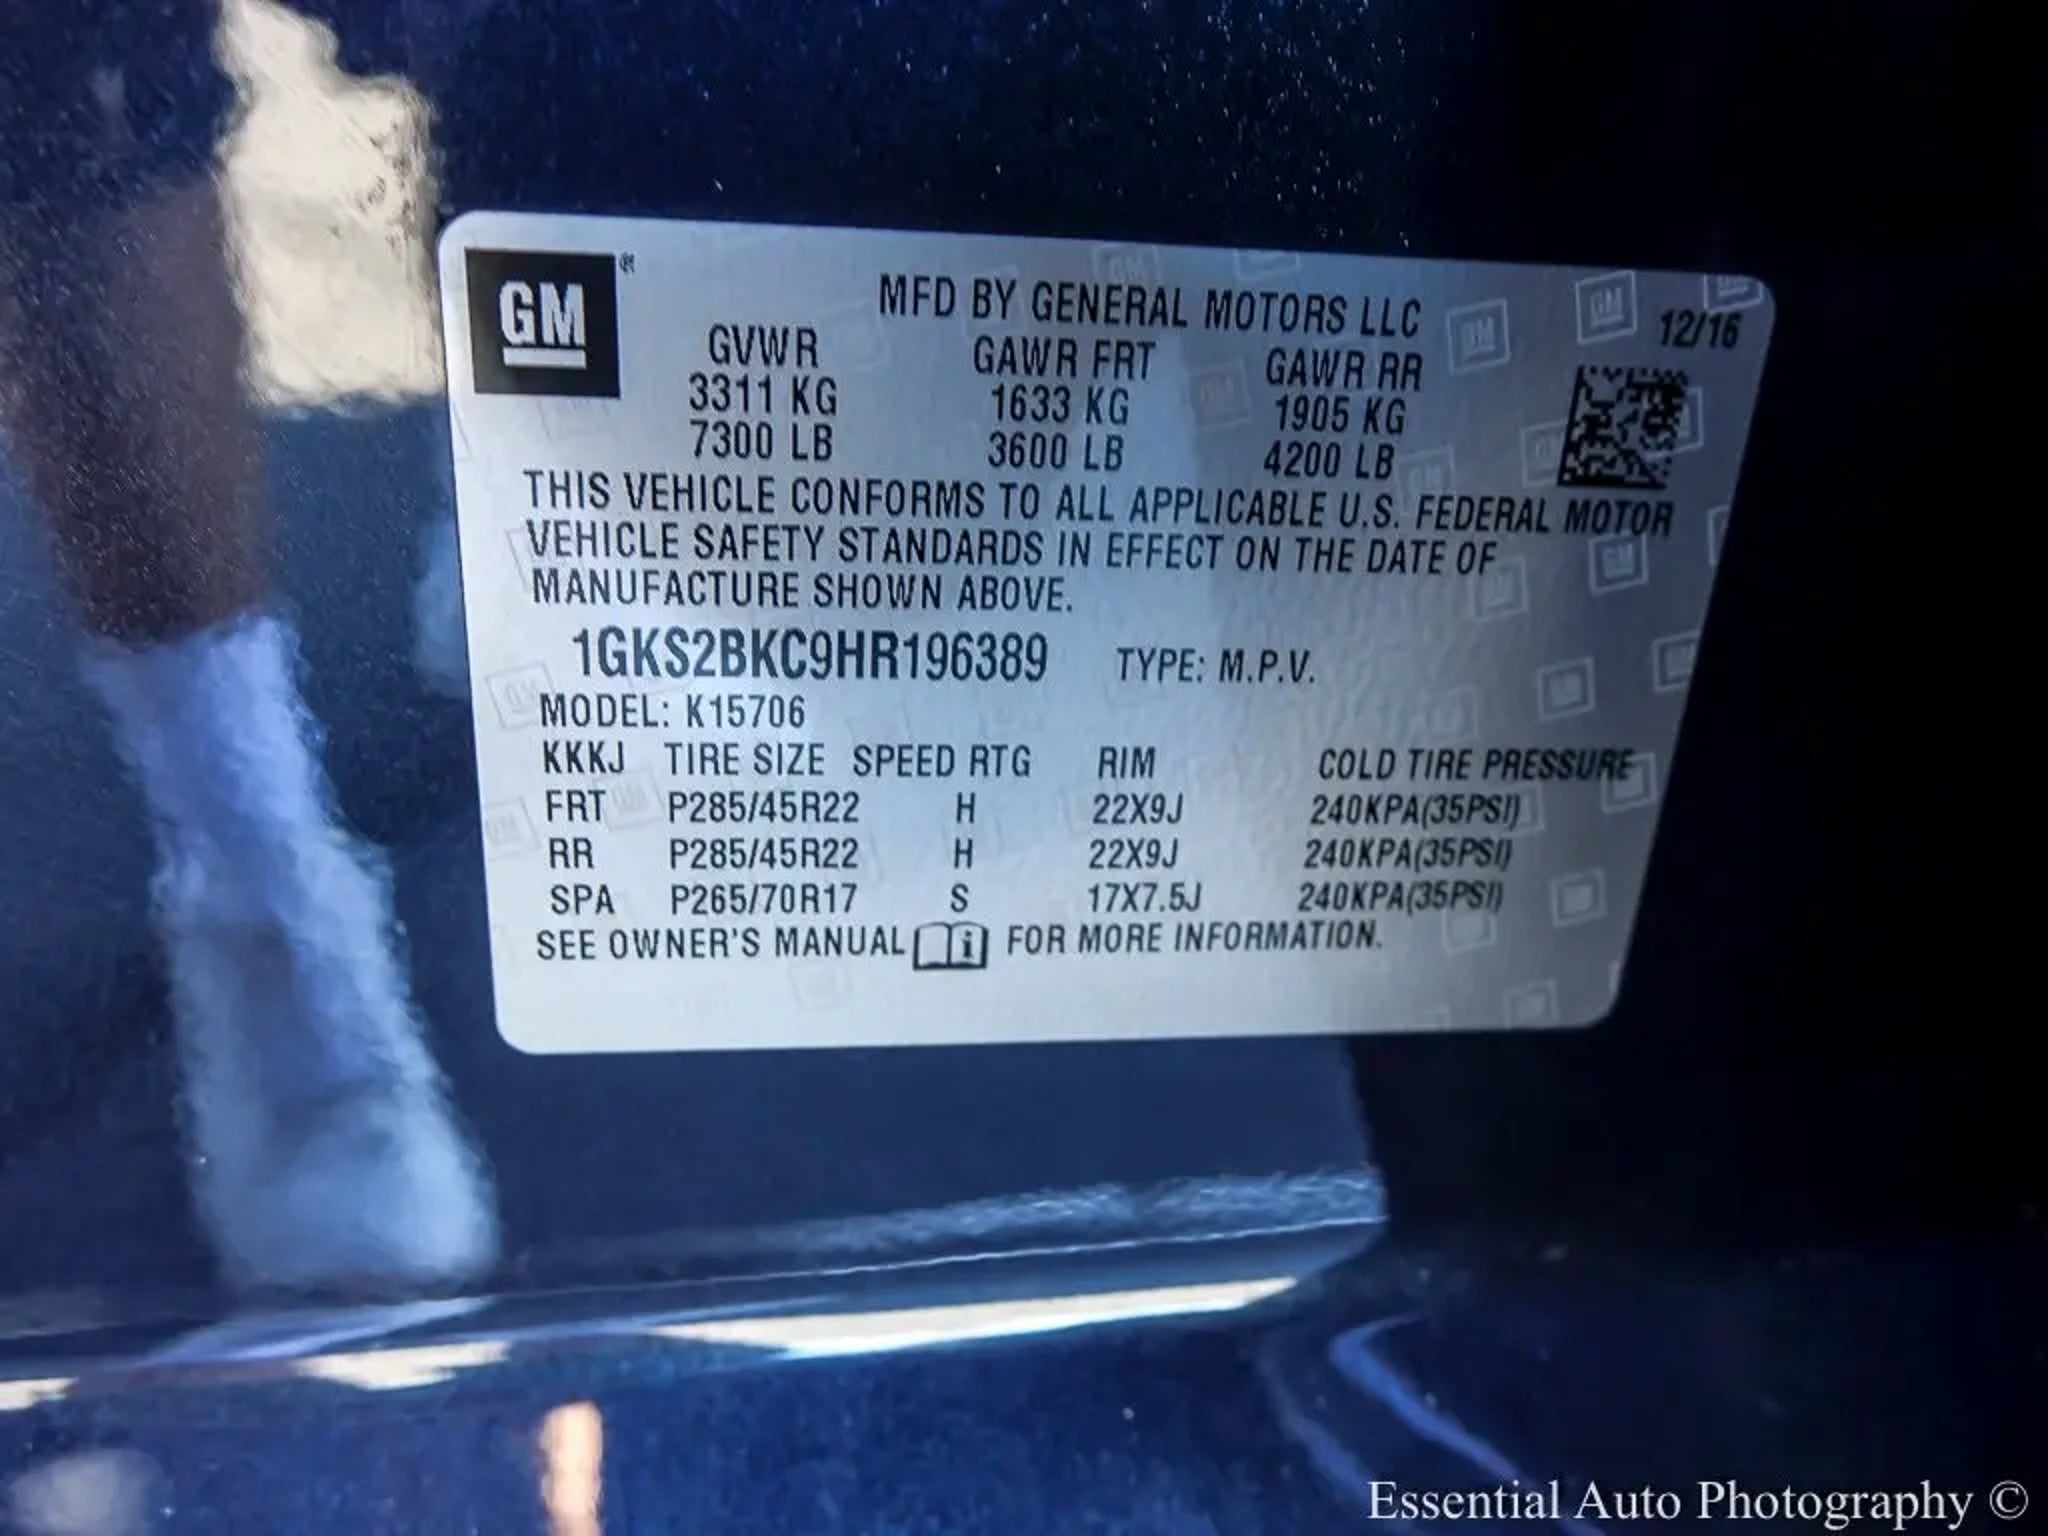 GM ®
MFD BY GENERAL MOTORS LLC
12/16
GVWR GAWR FRT GAWR RR
3311 KG 1633 KG 1905 KG
7300 LB 3600 LB 4200 LB
THIS VEHICLE CONFORMS TO ALL APPLICABLE U.S. FEDERAL MOTOR
VEHICLE SAFETY STANDARDS IN EFFECT ON THE DATE OF
MANUFACTURE SHOWN ABOVE.
1GKS2BKC9HR196389 TYPE: M.P.V.
MODEL: K15706
KKKJ TIRE SIZE SPEED RTG RIM COLD TIRE PRESSURE
FRT P285/45R22 H 22X9J 240KPA(35PSI)
RR P285/45R22 H 22X9J 240KPA(35PSI)
SPA P265/70R17 S 17X7.5J 240KPA(35PSI)
SEE OWNER'S MANUAL i FOR MORE INFORMATION.
Essential Auto Photography ©